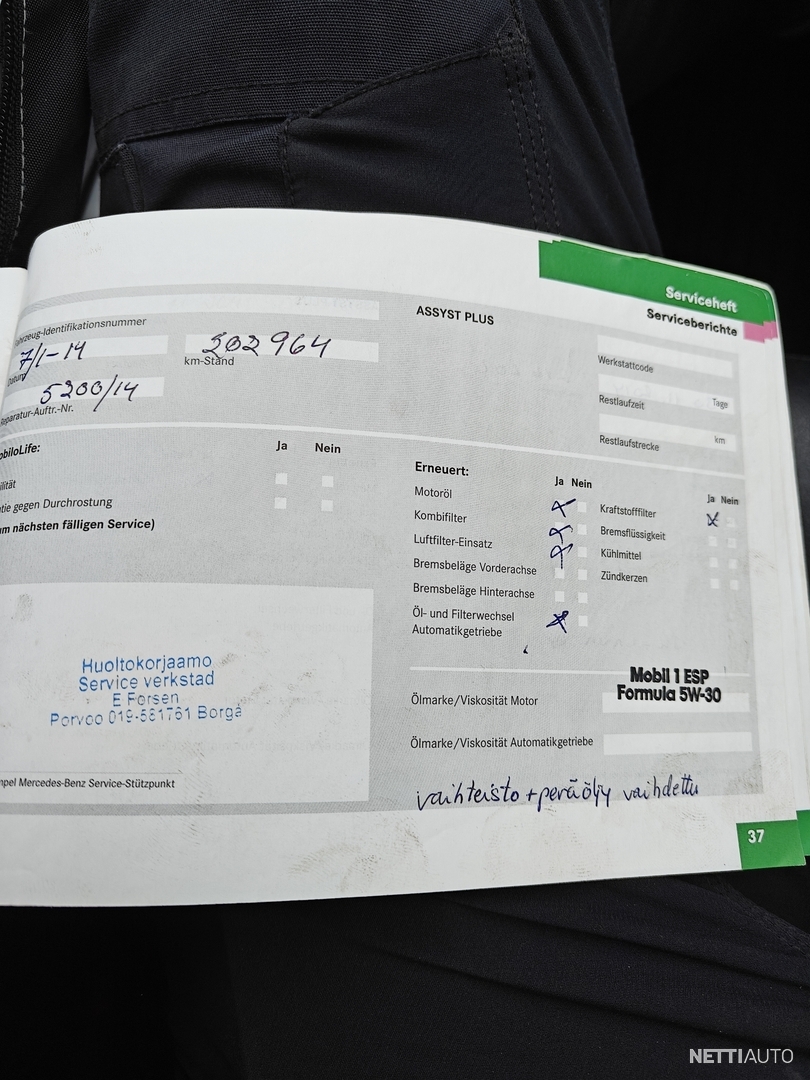 Serviceheft
Serviceberichte
Fahrzeug-Identifikationsnummer
7/1-14
Datum
202964
km-Stand
5200/14
Reparatur-Auftr.-Nr.
ASSYST PLUS
Werkstattcode
Restlaufzeit Tage
Restlaufstrecke km
MobiloLife: Ja Nein
ilität
tie gegen Durchrostung
um nächsten fälligen Service)
Erneuert: Ja Nein
Motoröl
Kombifilter
Luftfilter-Einsatz
Bremsbeläge Vorderachse
Bremsbeläge Hinterachse
Öl- und Filterwechsel
Automatikgetriebe
Ja Nein
Kraftstofffilter
Bremsflüssigkeit
Kühlmittel
Zündkerzen
Huoltokorjaamo
Service verkstad
E Forsen
Porvoo 019-581761 Borgå
mpel Mercedes-Benz Service-Stützpunkt
Ölmarke/Viskosität Motor
Mobil 1 ESP
Formula 5W-30
Ölmarke/Viskosität Automatikgetriebe
vaihteisto + peräöljy vaihdettu
37
NETTIAUTO